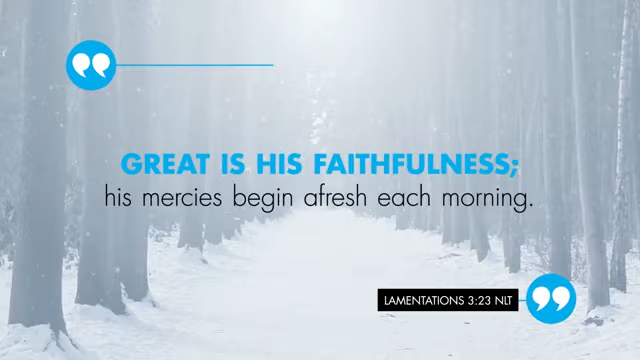 GREAT IS HIS FAITHFULNESS;
his mercies begin afresh each morning.
LAMENTATIONS 3:23 NLT